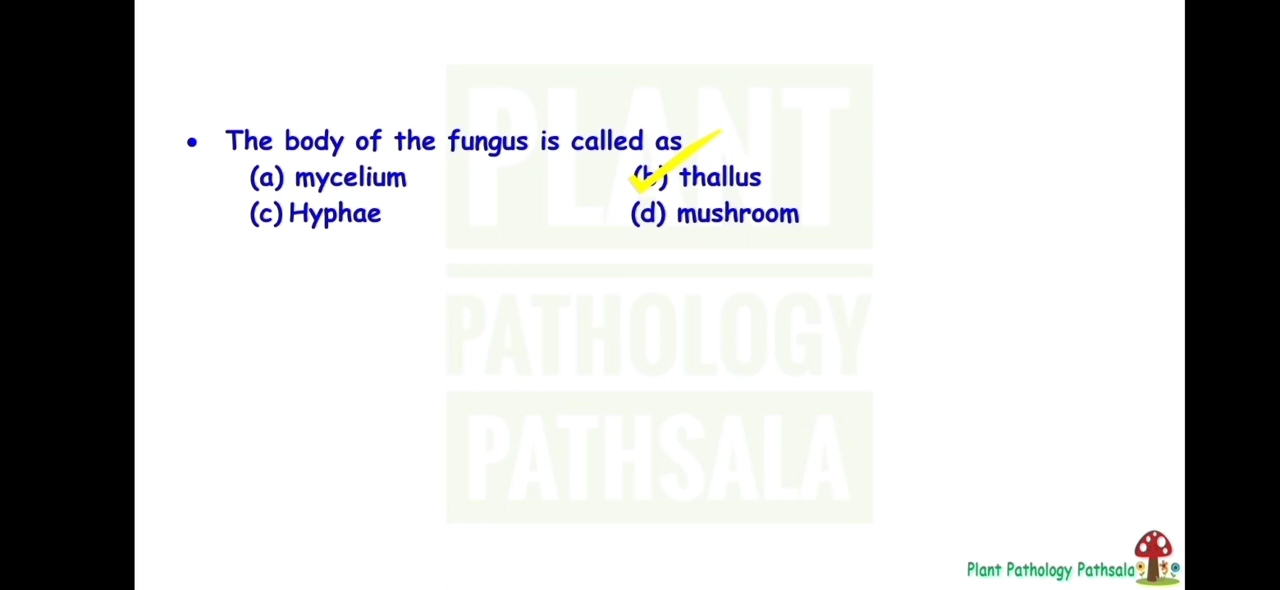 • The body of the fungus is called as
(a) mycelium (b) thallus
(c) Hyphae (d) mushroom
PLANT
PATHOLOGY
PATHSALA
Plant Pathology Pathsala